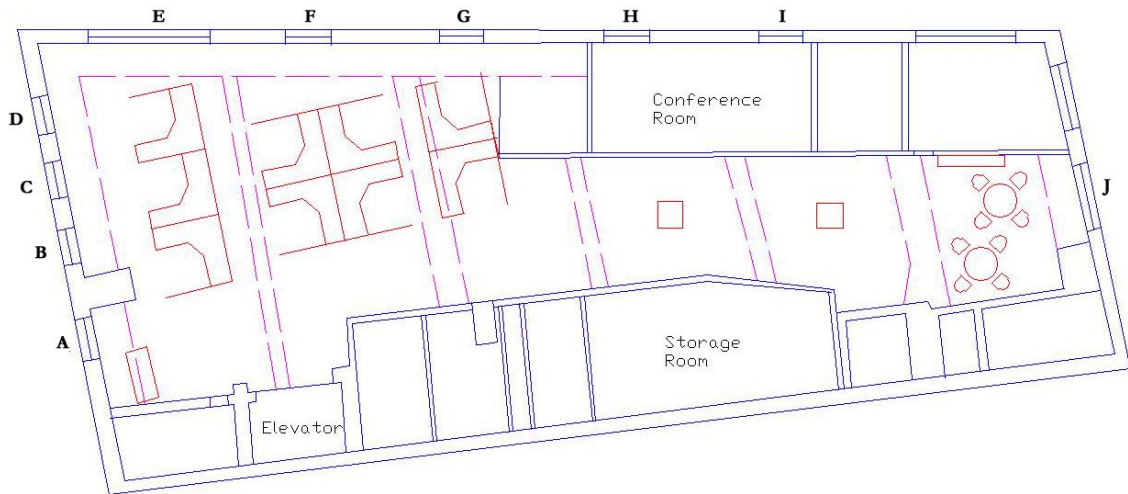 E F G H I
D
Conference
Room
C
J
B
A
Storage
Room
Elevator